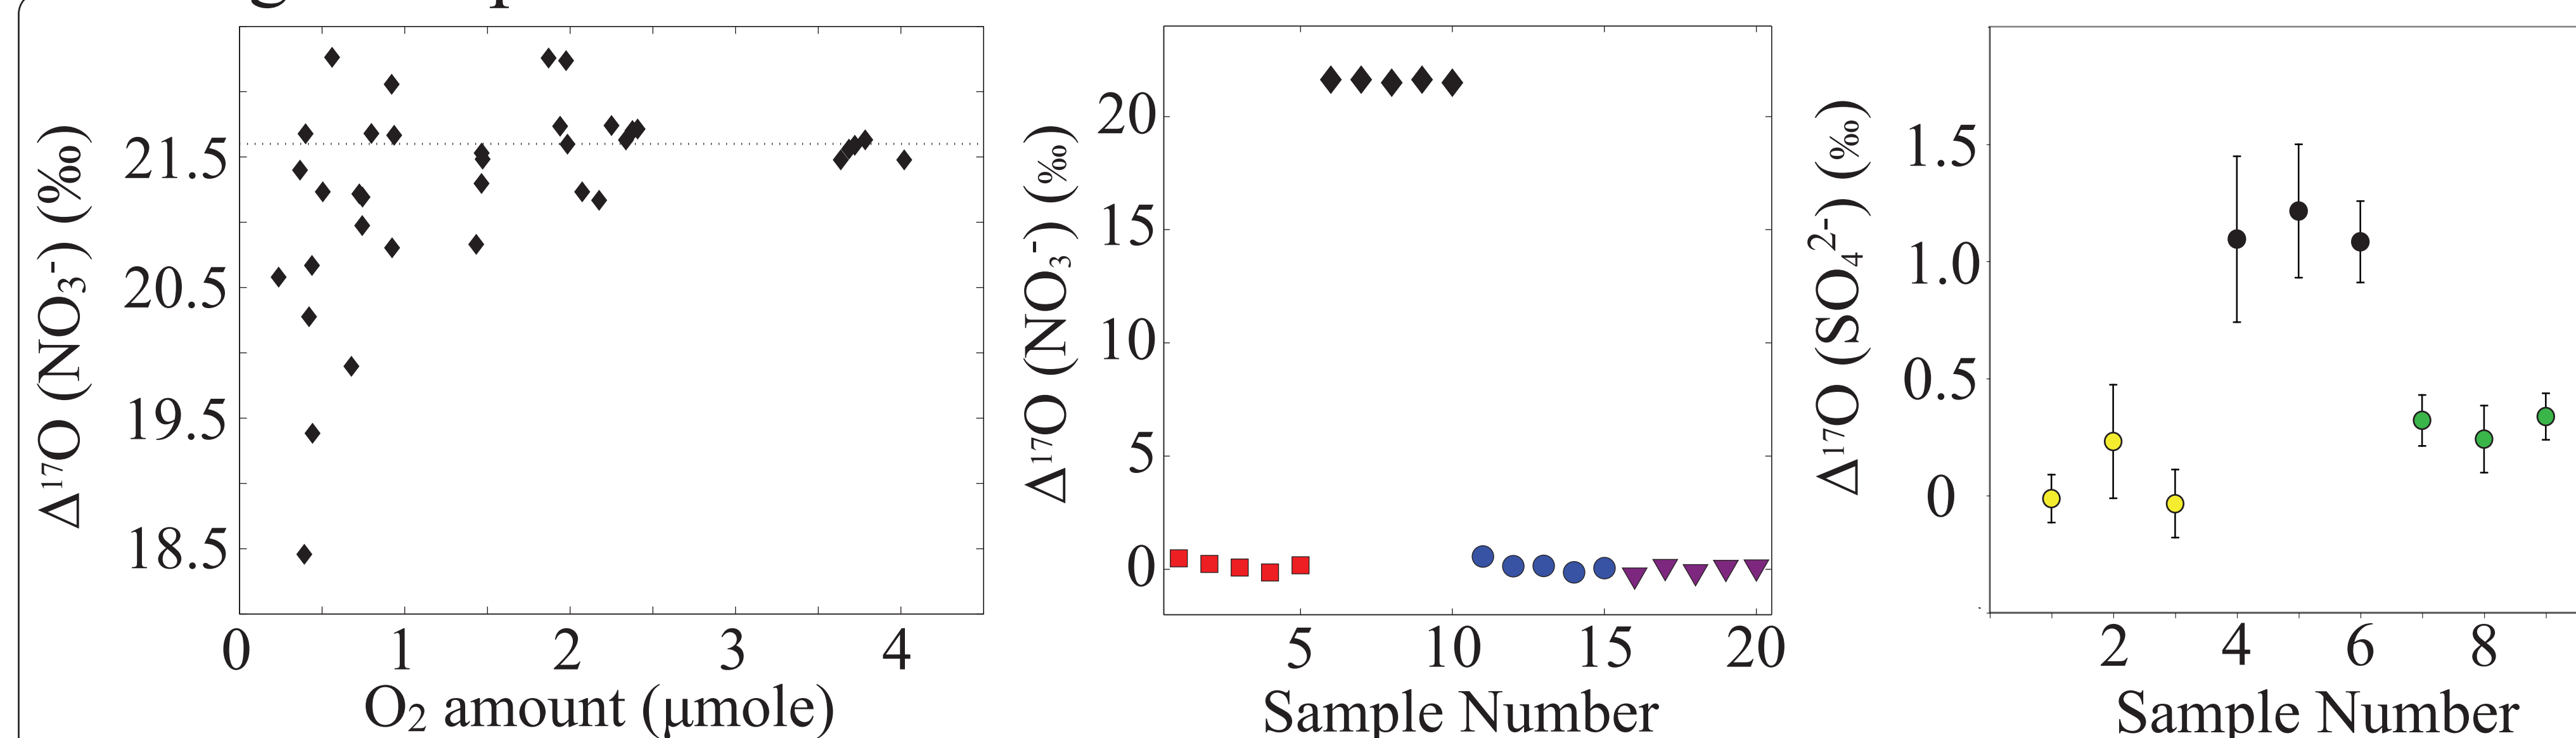 Δ¹⁷O (NO₃⁻) (‰)
21.5
20.5
19.5
18.5
0 1 2 3 4
O₂ amount (μmole)
Δ¹⁷O (NO₃⁻) (‰)
20
15
10
5
0
5 10 15 20
Sample Number
Δ¹⁷O (SO₄²⁻) (‰)
1.5
1.0
0.5
0
2 4 6 8
Sample Number